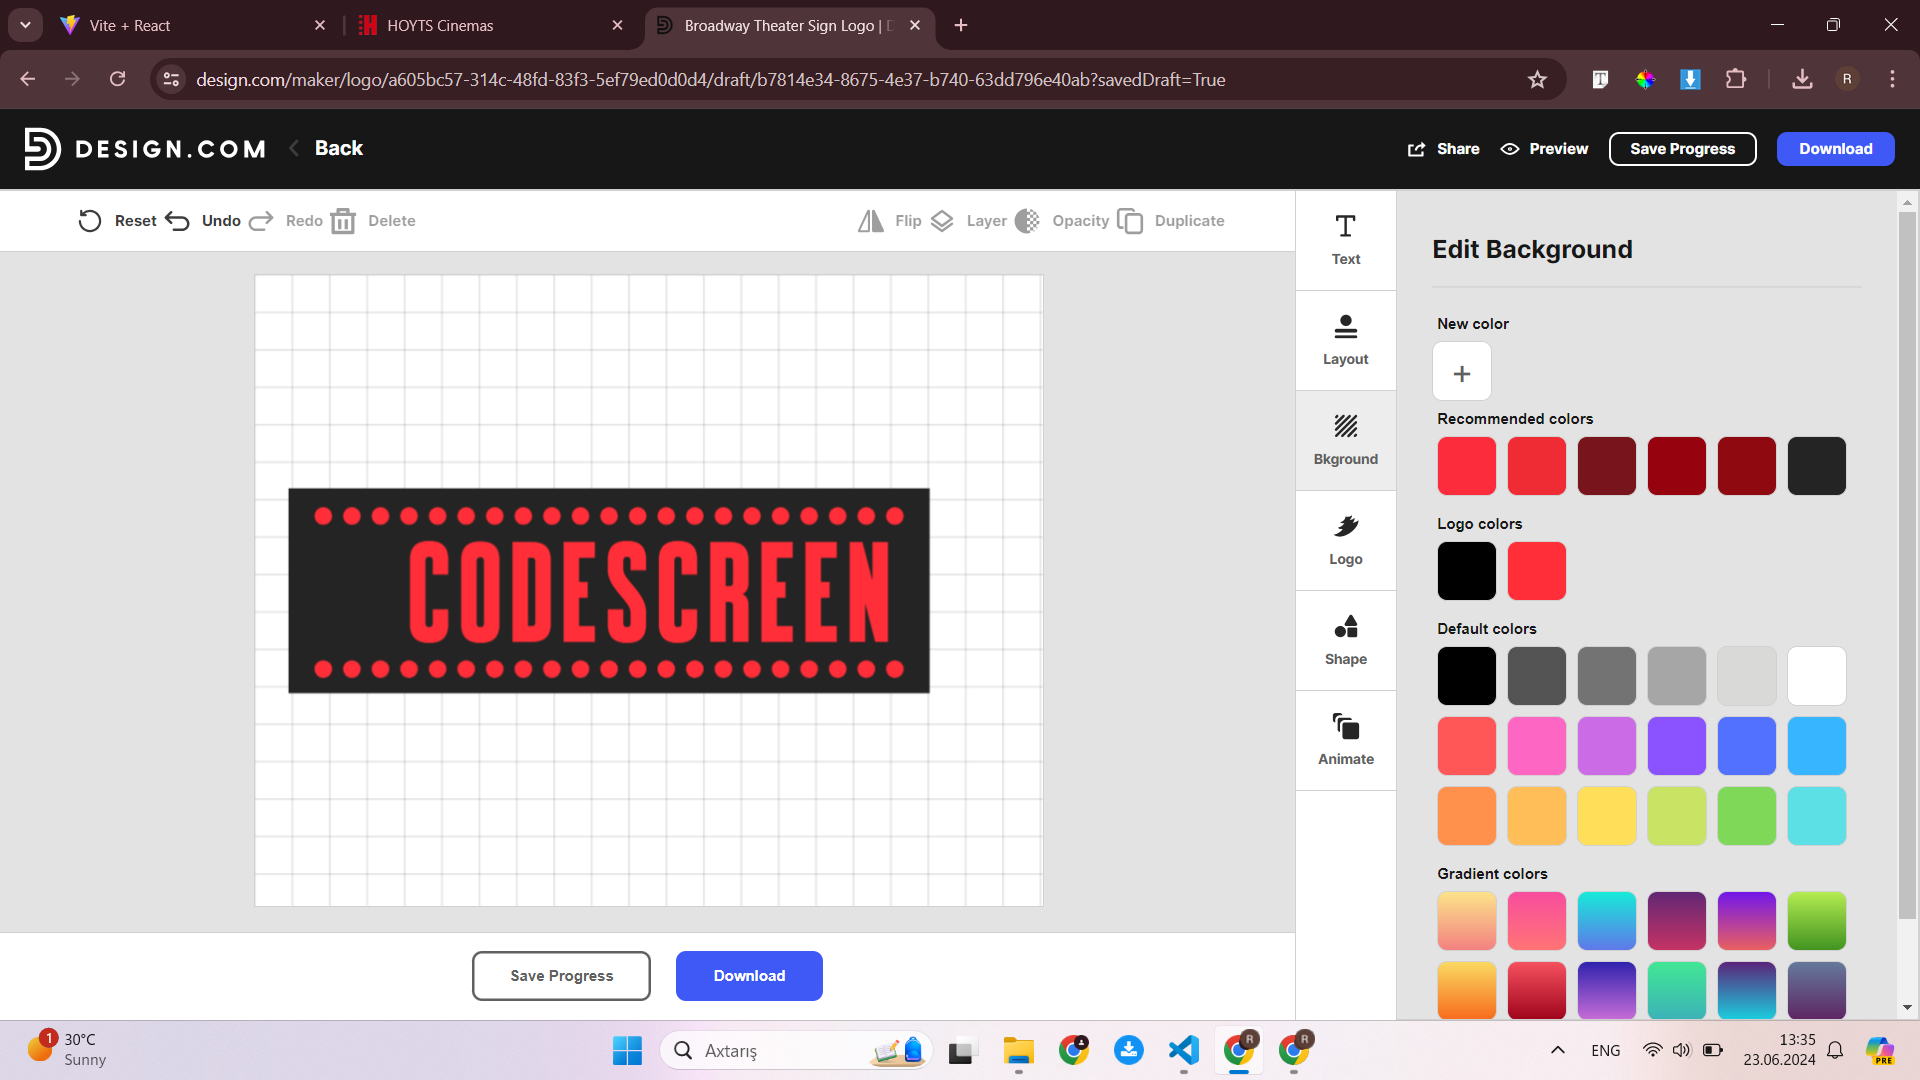 Vite + React
HOYTS Cinemas
Broadway Theater Sign Logo |
design.com/maker/logo/a605bc57-314c-48fd-83f3-5ef79ed0d0d4/draft/b7814e34-8675-4e37-b740-63dd796e40ab?savedDraft=True
R
DESIGN.COM
Back
Share
Preview
Save Progress
Download
Reset
Undo
Redo
Delete
Flip
Layer
Opacity
Duplicate
Text
Layout
Bkground
Logo
Shape
Animate
Edit Background
New color
Recommended colors
Logo colors
Default colors
Gradient colors
CODESCREEN
Save Progress
Download
1
30°C
Sunny
Axtarış
R
R
ENG
13:35
23.06.2024
PRE